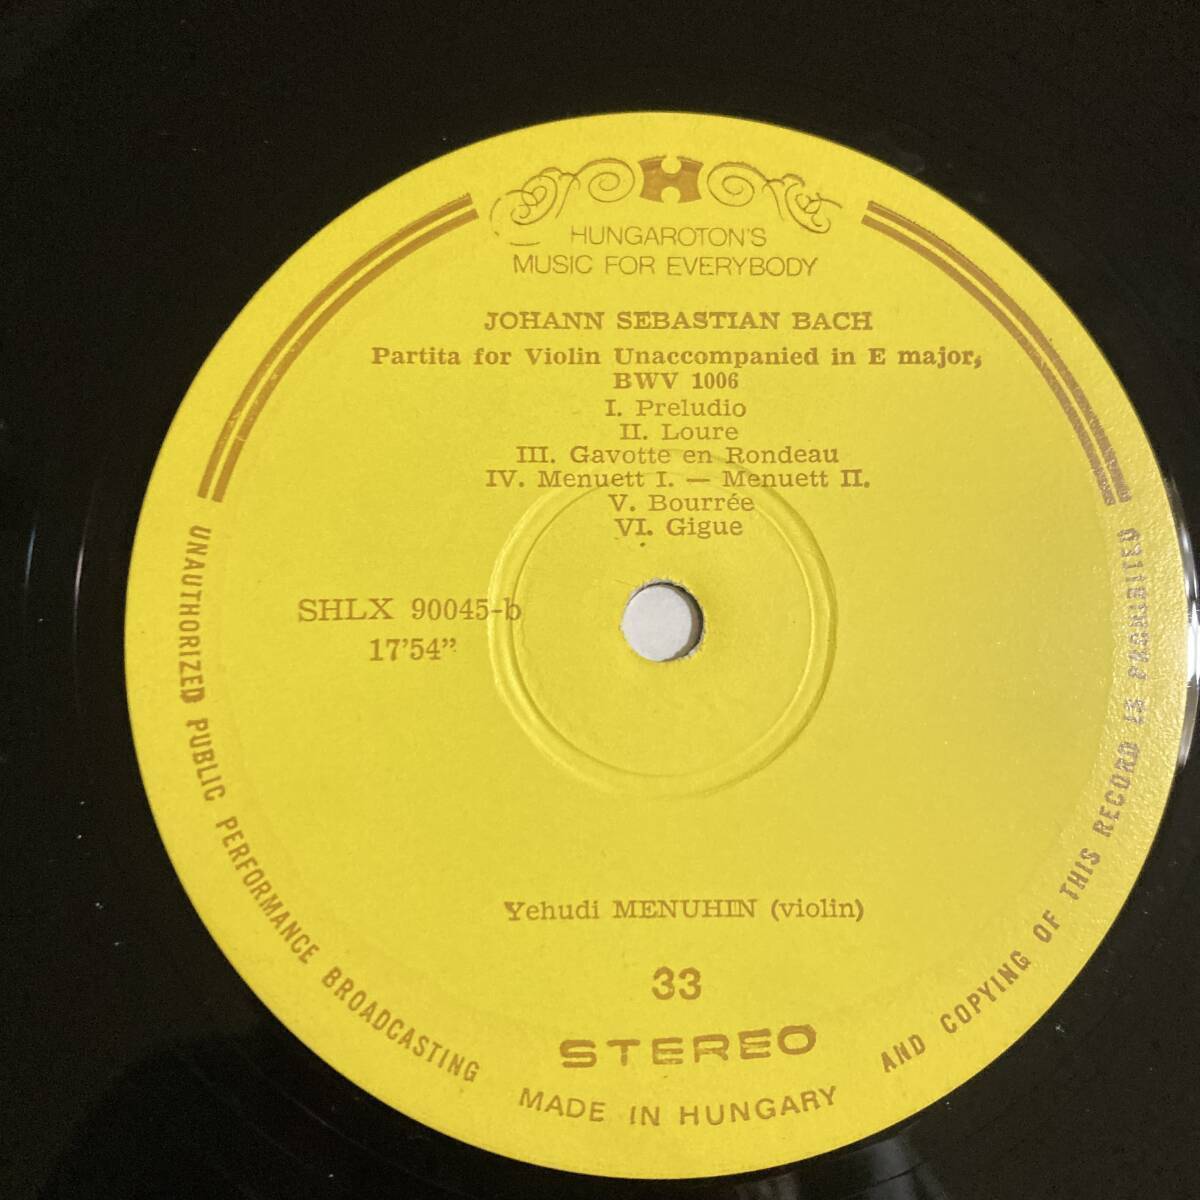 H
HUNGAROTON'S
MUSIC FOR EVERYBODY
JOHANN SEBASTIAN BACH
Partita for Violin Unaccompanied in E major,
BWV 1006
I. Preludio
II. Loure
III. Gavotte en Rondeau
IV. Menuett I. — Menuett II.
V. Bourrée
VI. Gigue
SHLX 90045-b
17'54"
Yehudi MENUHIN (violin)
33
STEREO
MADE IN HUNGARY
UNAUTHORIZED PUBLIC PERFORMANCE BROADCASTING AND COPYING OF THIS RECORD IS PROHIBITED